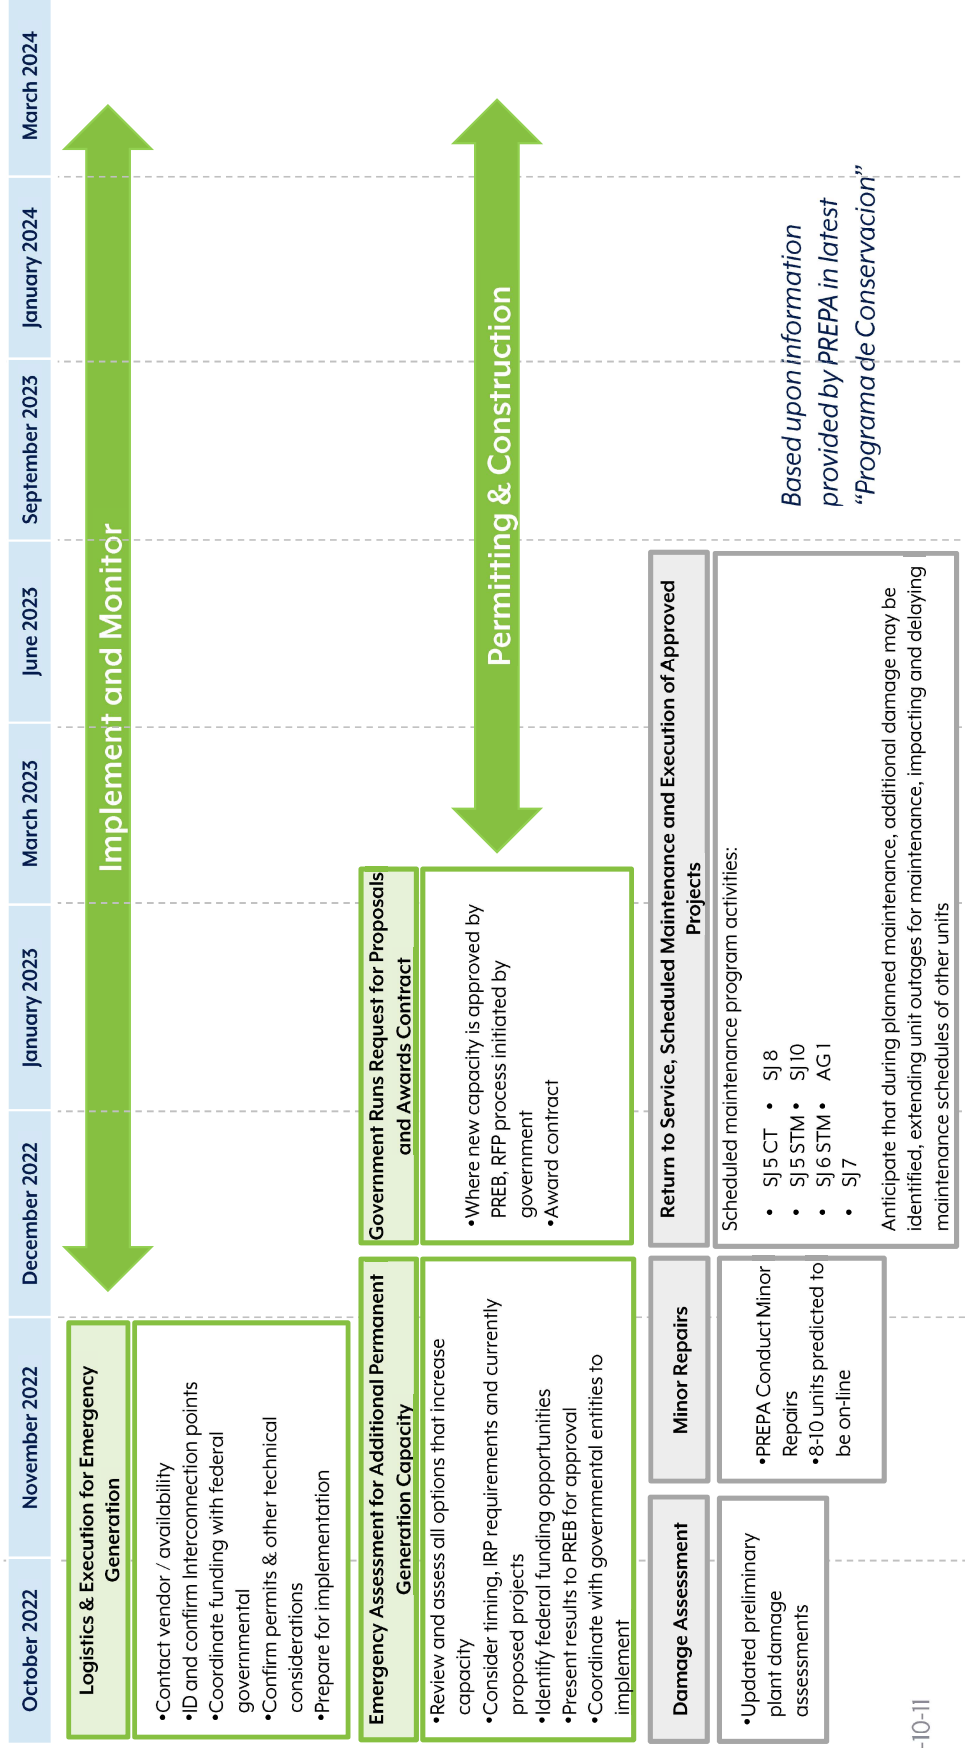 October 2022
November 2022
December 2022
January 2023
March 2023
June 2023
September 2023
January 2024
March 2024
Logistics & Execution for Emergency
Generation
•Contact vendor / availability
•ID and confirm Interconnection points
•Coordinate funding with federal
governmental
•Confirm permits & other technical
considerations
•Prepare for implementation
Implement and Monitor
Emergency Assessment for Additional Permanent
Generation Capacity
•Review and assess all options that increase
capacity
•Consider timing, IRP requirements and currently
proposed projects
•Identify federal funding opportunities
•Present results to PREB for approval
•Coordinate with governmental entities to
implement
Government Runs Request for Proposals
and Awards Contract
•Where new capacity is approved by
PREB, RFP process initiated by
government
•Award contract
Permitting & Construction
Damage Assessment
•Updated preliminary
plant damage
assessments
Minor Repairs
•PREPA Conduct Minor
Repairs
•8-10 units predicted to
be on-line
Return to Service, Scheduled Maintenance and Execution of Approved
Projects
Scheduled maintenance program activities:
• SJ 5 CT • SJ 8
• SJ 5 STM • SJ 10
• SJ 6 STM • AG 1
• SJ 7
Anticipate that during planned maintenance, additional damage may be
identified, extending unit outages for maintenance, impacting and delaying
maintenance schedules of other units
Based upon information
provided by PREPA in latest
“Programa de Conservacion”
-10-11